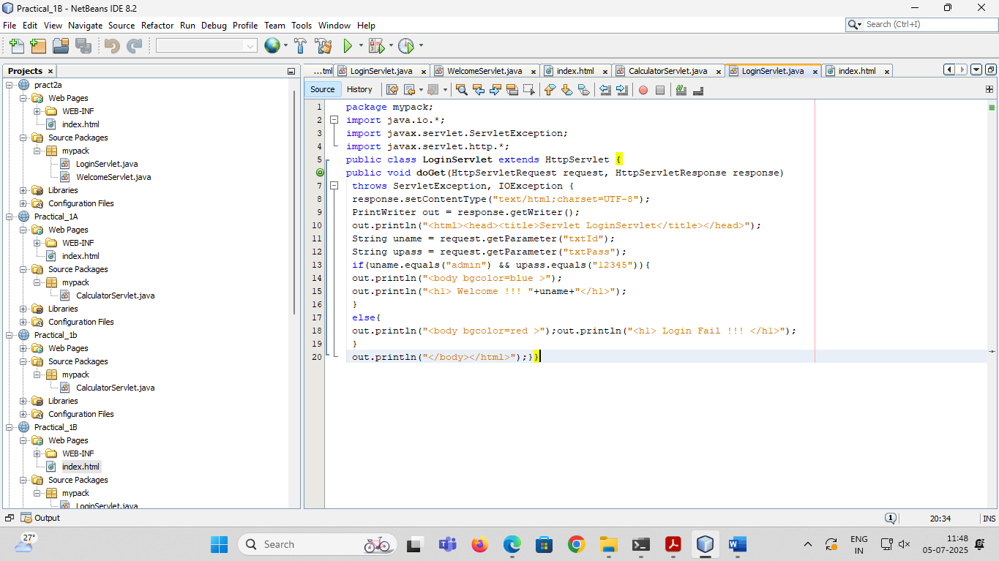 Practical_1B - NetBeans IDE 8.2
File Edit View Navigate Source Refactor Run Debug Profile Team Tools Window Help
Search (Ctrl+I)
Projects
...tml LoginServlet.java WelcomeServlet.java index.html CalculatorServlet.java LoginServlet.java index.html
Source History
pract2a
Web Pages
WEB-INF
index.html
Source Packages
mypack
LoginServlet.java
WelcomeServlet.java
Libraries
Configuration Files
Practical_1A
Web Pages
WEB-INF
index.html
Source Packages
mypack
CalculatorServlet.java
Libraries
Configuration Files
Practical_1b
Web Pages
Source Packages
mypack
CalculatorServlet.java
Libraries
Configuration Files
Practical_1B
Web Pages
WEB-INF
index.html
Source Packages
mypack
LoginServlet.java
1 package mypack;
2 import java.io.*;
3 import javax.servlet.ServletException;
4 import javax.servlet.http.*;
5 public class LoginServlet extends HttpServlet {
public void doGet(HttpServletRequest request, HttpServletResponse response)
7 throws ServletException, IOException {
8 response.setContentType("text/html;charset=UTF-8");
9 PrintWriter out = response.getWriter();
10 out.println("<html><head><title>Servlet LoginServlet</title></head>");
11 String uname = request.getParameter("txtId");
12 String upass = request.getParameter("txtPass");
13 if(uname.equals("admin") && upass.equals("12345")){
14 out.println("<body bgcolor=blue >");
15 out.println("<h1> Welcome !!! "+uname+"</h1>");
16 }
17 else{
18 out.println("<body bgcolor=red >");out.println("<h1> Login Fail !!! </h1>");
19 }
20 out.println("</body></html>");}}
Output
1
20:34
INS
27°
Search
ENG
IN
11:48
05-07-2025